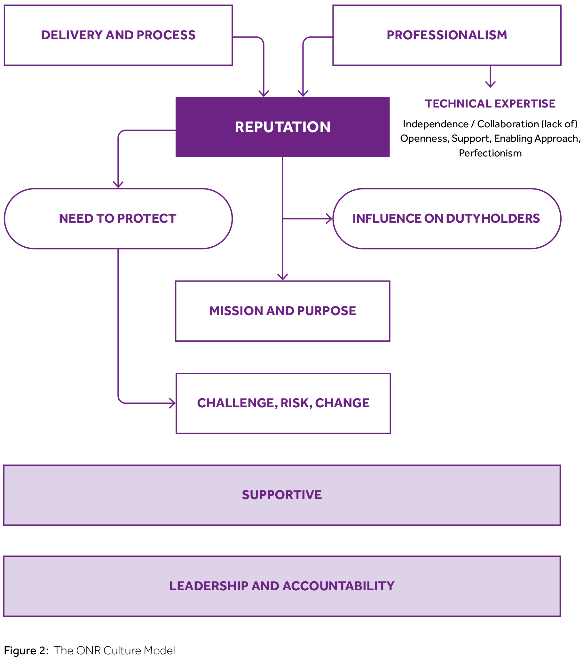 DELIVERY AND PROCESS
PROFESSIONALISM
TECHNICAL EXPERTISE
Independence / Collaboration (lack of)
Openness, Support, Enabling Approach,
Perfectionism
REPUTATION
NEED TO PROTECT
INFLUENCE ON DUTYHOLDERS
MISSION AND PURPOSE
CHALLENGE, RISK, CHANGE
SUPPORTIVE
LEADERSHIP AND ACCOUNTABILITY
Figure 2: The ONR Culture Model